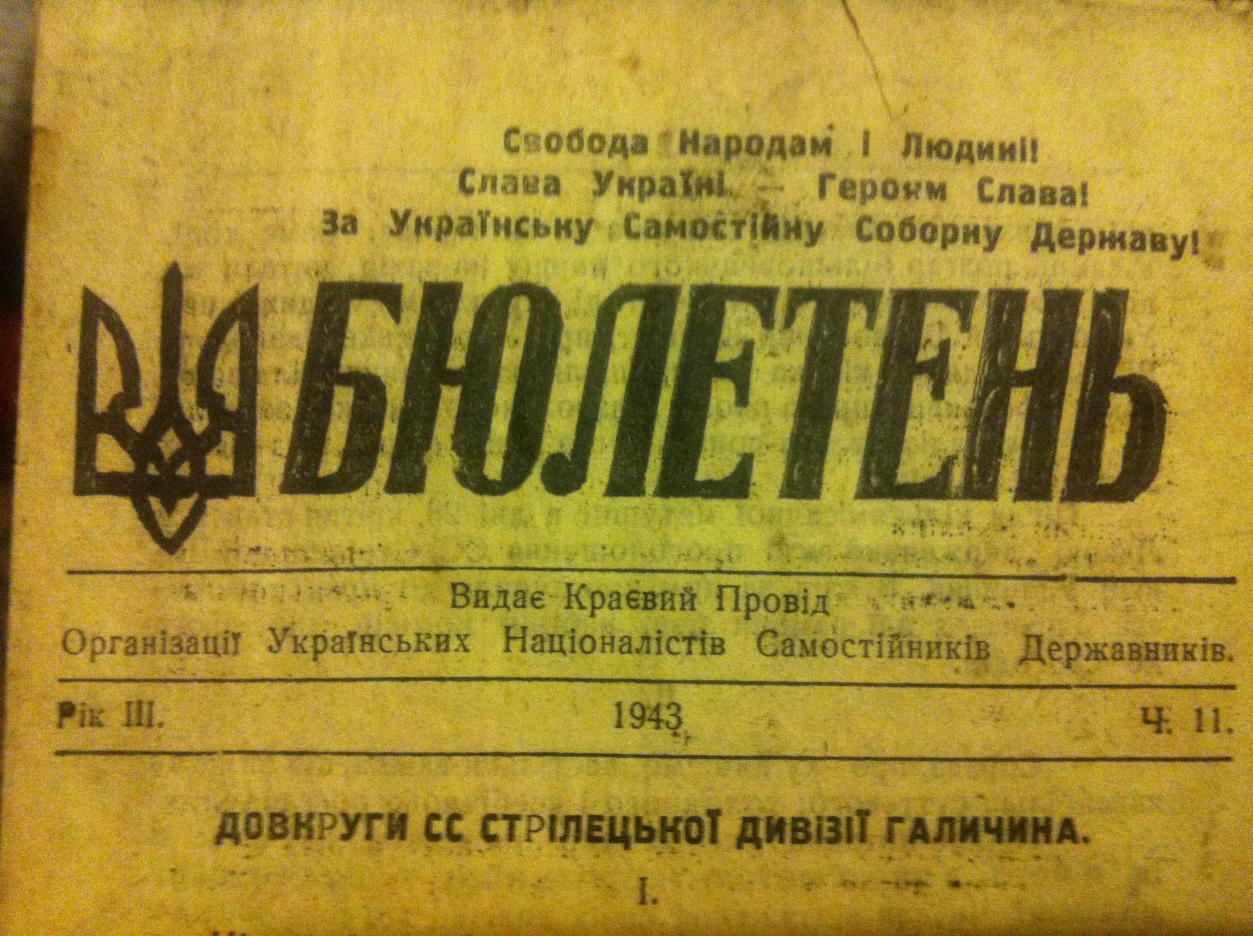 Свобода Народам і Людині!
Слава Україні — Героям Слава!
За Українську Самостійну Соборну Державу!
БЮЛЕТЕНЬ
Видає Краєвий Провід
Організації Українських Націоналістів Самостійників Державників.
Рік III. 1943 Ч. 11.
ДОВКРУГИ СС СТРІЛЕЦЬКОЇ ДИВІЗІЇ ГАЛИЧИНА.
I.